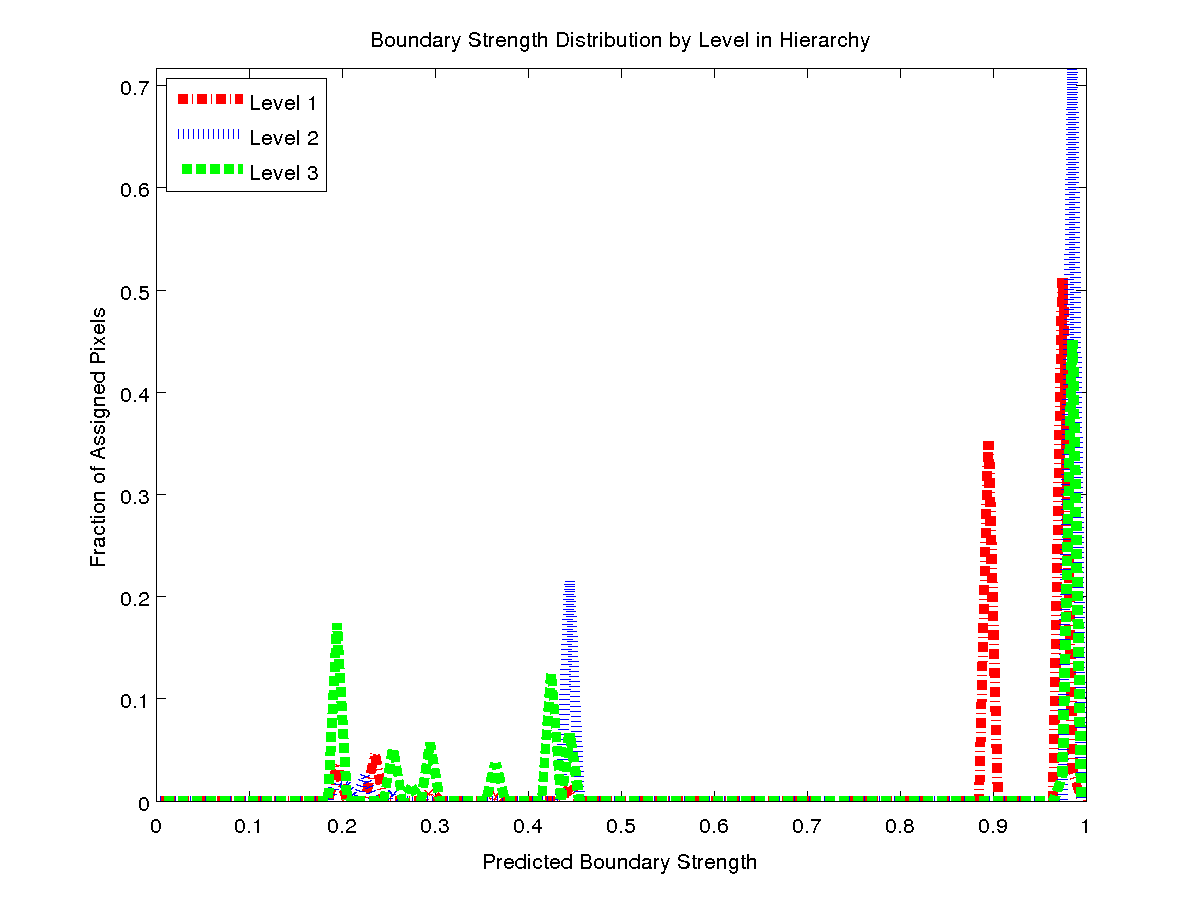 Boundary Strength Distribution by Level in Hierarchy
Level 1
Level 2
Level 3
0.7
0.6
0.5
0.4
0.3
0.2
0.1
0
Fraction of Assigned Pixels
0 0.1 0.2 0.3 0.4 0.5 0.6 0.7 0.8 0.9 1
Predicted Boundary Strength